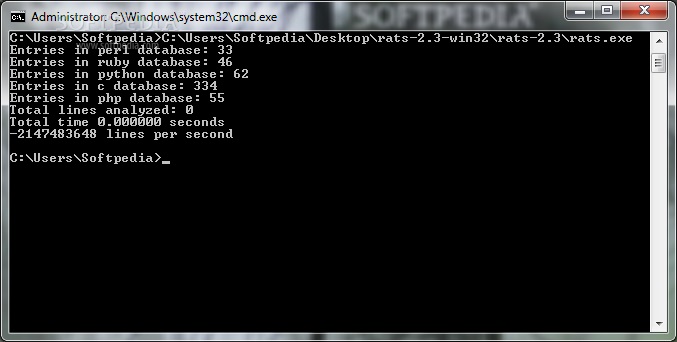 Administrator: C:\Windows\system32\cmd.exe
SOFTPEDIA
C:\Users\Softpedia>C:\Users\Softpedia\Desktop\rats-2.3-win32\rats-2.3\rats.exe
www.softpedia.com
Entries in perl database: 33
Entries in ruby database: 46
Entries in python database: 62
Entries in c database: 334
Entries in php database: 55
Total lines analyzed: 0
Total time 0.000000 seconds
-2147483648 lines per second
C:\Users\Softpedia>_